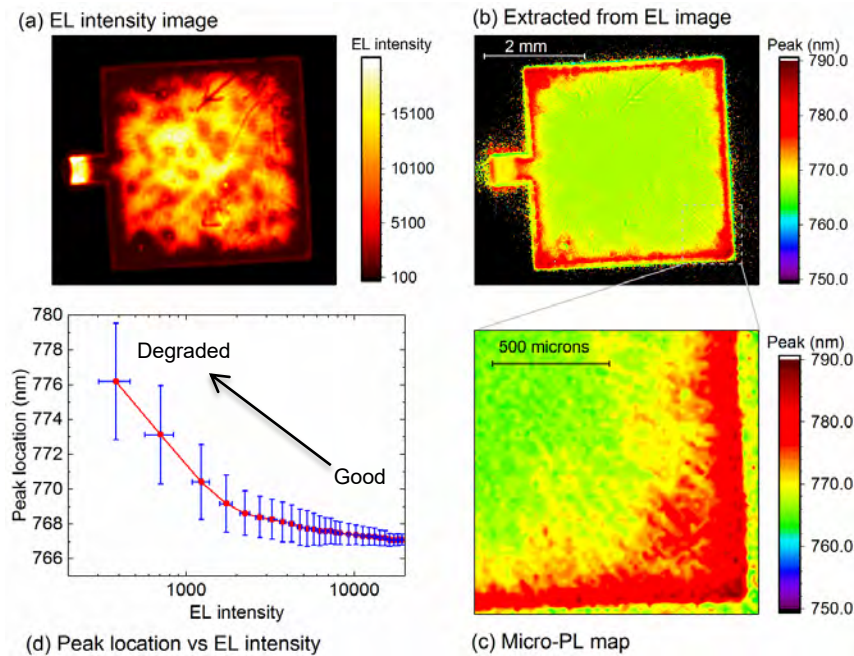 (a) EL intensity image
EL intensity
15100
10100
5100
100
(b) Extracted from EL image
2 mm
Peak (nm)
790.0
780.0
770.0
760.0
750.0
780
778
776
774
772
770
768
766
Peak location (nm)
Degraded
Good
1000
10000
EL intensity
(d) Peak location vs EL intensity
500 microns
Peak (nm)
790.0
780.0
770.0
760.0
750.0
(c) Micro-PL map